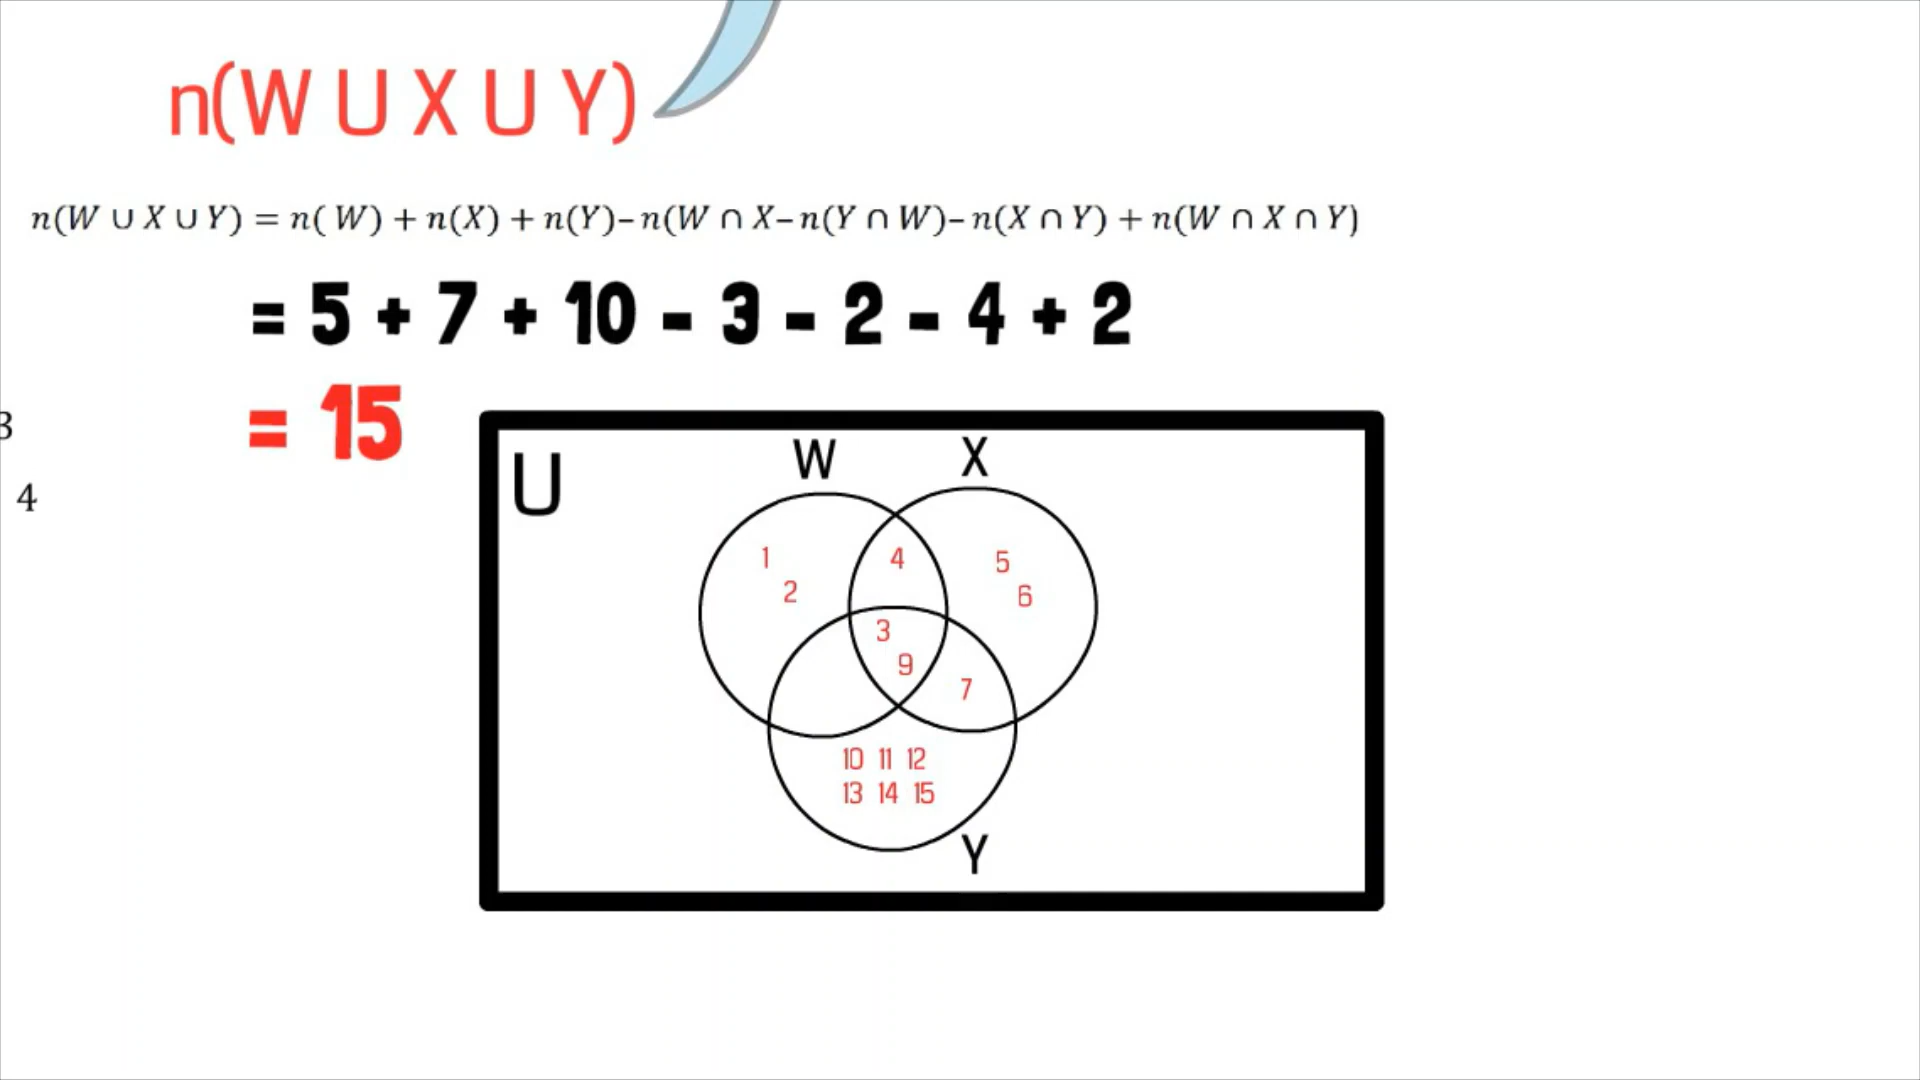 n(W U X U Y)
n(W ∪ X ∪ Y) = n( W) + n(X) + n(Y)–n(W ∩ X–n(Y ∩ W)–n(X ∩ Y) + n(W ∩ X ∩ Y)
= 5 + 7 + 10 - 3 - 2 - 4 + 2
= 15
3
4
U
W X
1
2
4
5
6
3
9
7
10 11 12
13 14 15
Y